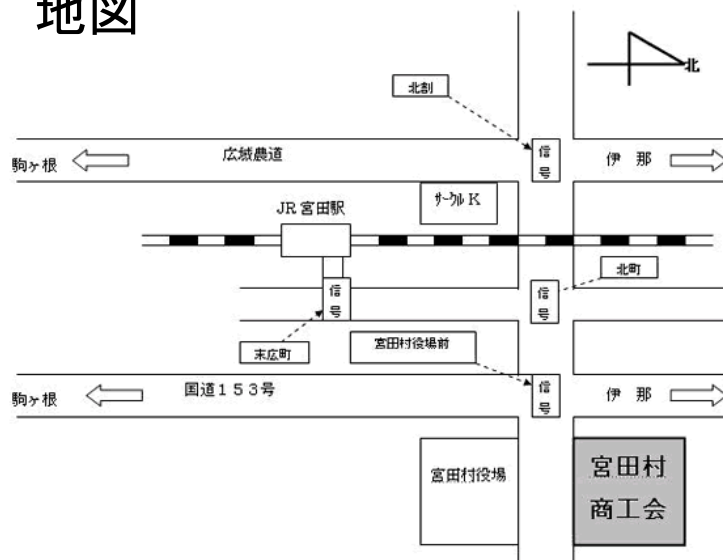 地図
北
北割
信号
広域農道
駒ヶ根
伊 那
サークルK
JR宮田駅
北町
信号
信号
末広町
宮田村役場前
信号
国道153号
駒ヶ根
伊 那
宮田村役場
宮田村
商工会